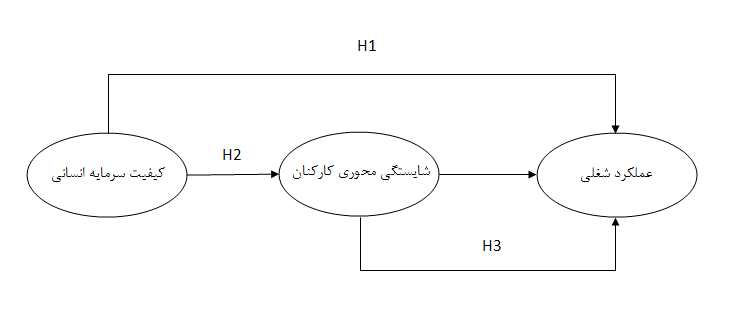 H1
H2
کیفیت سرمایه انسانی
شایستگی محوری کارکنان
عملکرد شغلی
H3